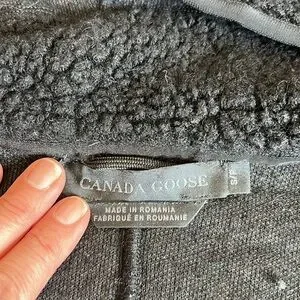 CANADA GOOSE
S/P
MADE IN ROMANIA
FABRIQUÉ EN ROUMANIE